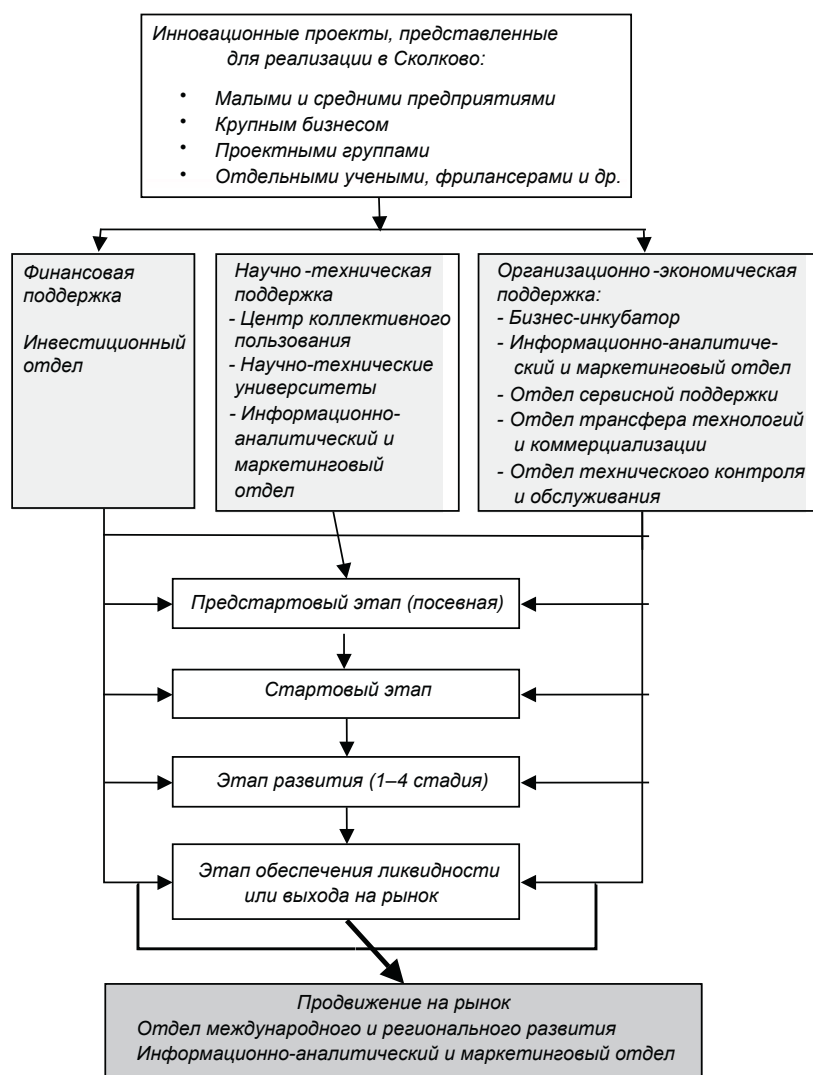 Инновационные проекты, представленные
для реализации в Сколково:
• Малыми и средними предприятиями
• Крупным бизнесом
• Проектными группами
• Отдельными учеными, фрилансерами и др.
Финансовая
поддержка
Инвестиционный
отдел
Научно-техническая
поддержка
- Центр коллективного
пользования
- Научно-технические
университеты
- Информационно-
аналитический и
маркетинговый
отдел
Организационно-экономическая
поддержка:
- Бизнес-инкубатор
- Информационно-аналитиче-
ский и маркетинговый отдел
- Отдел сервисной поддержки
- Отдел трансфера технологий
и коммерциализации
- Отдел технического контроля
и обслуживания
Предстартовый этап (посевная)
Стартовый этап
Этап развития (1–4 стадия)
Этап обеспечения ликвидности
или выхода на рынок
Продвижение на рынок
Отдел международного и регионального развития
Информационно-аналитический и маркетинговый отдел